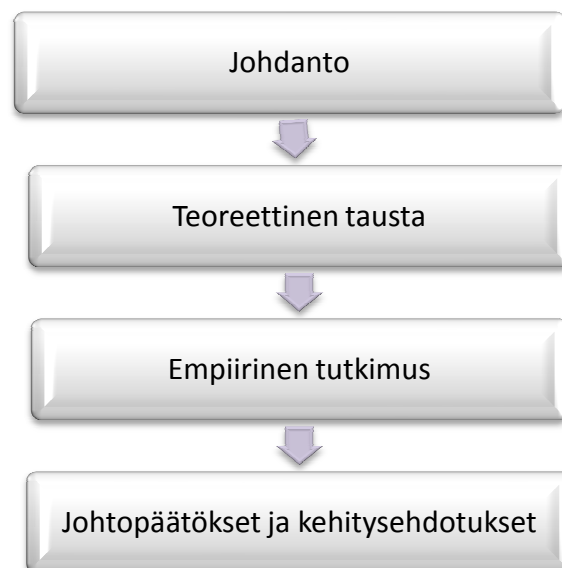 Johdanto
Teoreettinen tausta
Empiirinen tutkimus
Johtopäätökset ja kehitysehdotukset